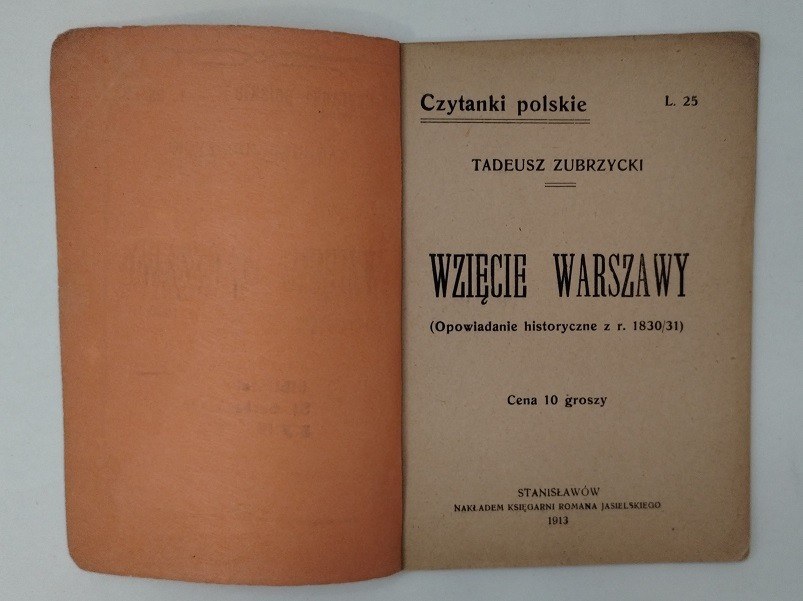 Czytanki polskie L. 25
TADEUSZ ZUBRZYCKI
WZIĘCIE WARSZAWY
(Opowiadanie historyczne z r. 1830/31)
Cena 10 groszy
STANISŁAWÓW
NAKŁADEM KSIĘGARNI ROMANA JASIELSKIEGO
1913